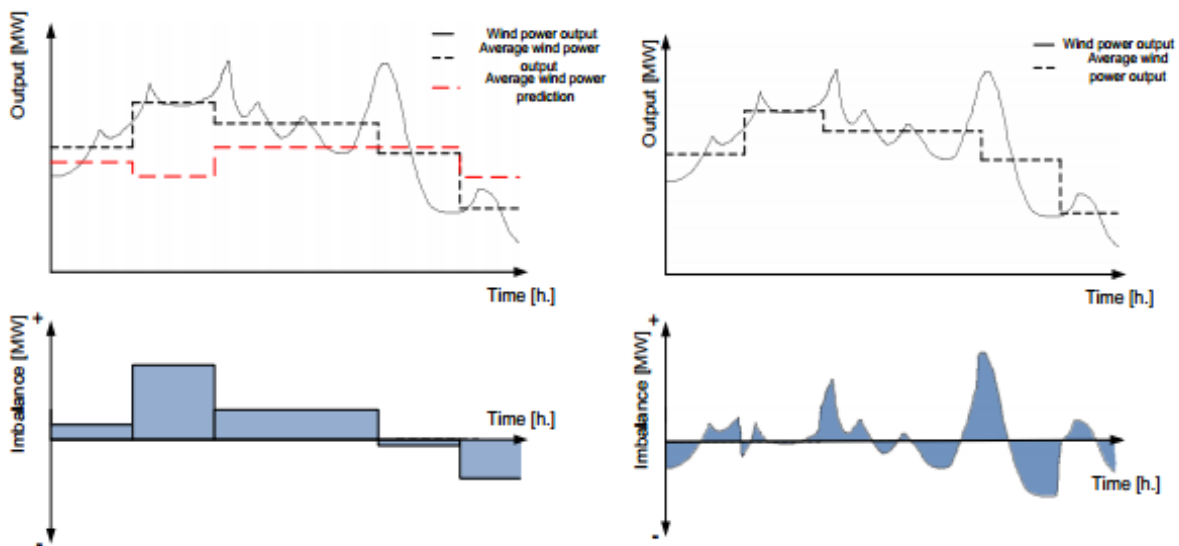 Output [MW]
Wind power output
Average wind power
output
Average wind power
prediction
Time [h.]
Output [MW]
Wind power output
Average wind
power output
Time [h.]
+
Imbalance [MW]
Time [h.]
-
+
Imbalance [MW]
Time [h.]
-